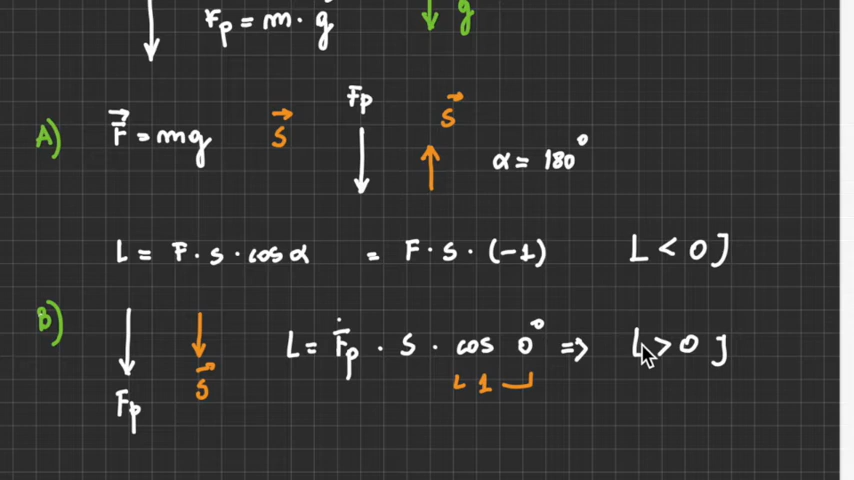 Fp = m · g g
Fp
A) F = mg S S
α = 180°
L = F · s · cos α = F · s · (-1) L < 0 J
B) L = Fp · S · cos 0° => L > 0 J
S 1
Fp